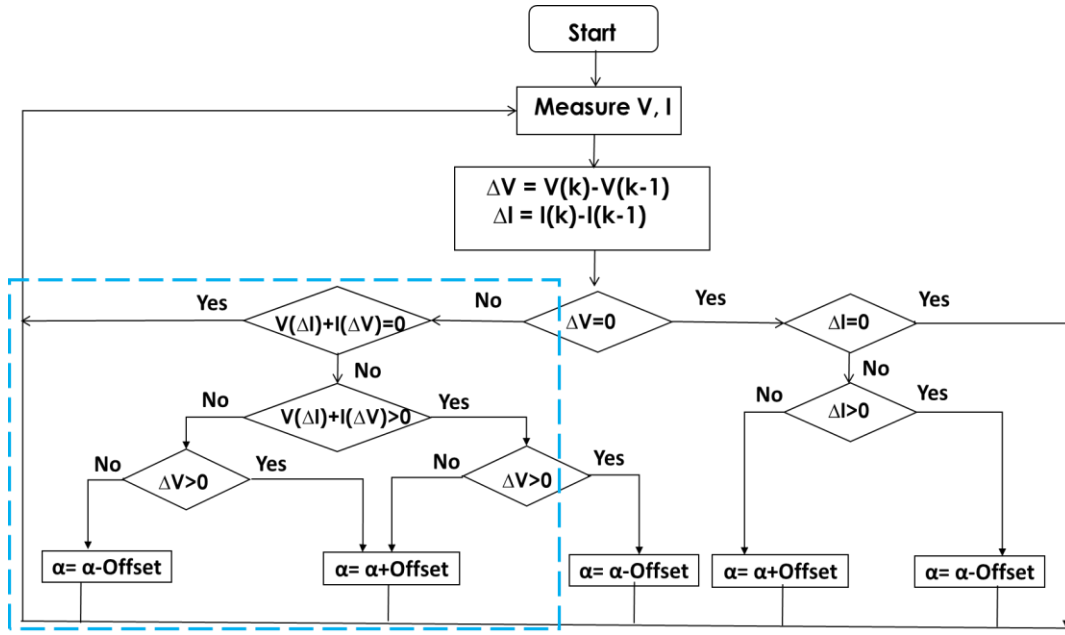 Start
Measure V, I
ΔV = V(k)-V(k-1)
ΔI = I(k)-I(k-1)
Yes
V(ΔI)+I(ΔV)=0
No
ΔV=0
Yes
ΔI=0
Yes
No
No
No
V(ΔI)+I(ΔV)>0
Yes
No
ΔI>0
Yes
No
ΔV>0
Yes
No
ΔV>0
Yes
α= α-Offset
α= α+Offset
α= α-Offset
α= α+Offset
α= α-Offset